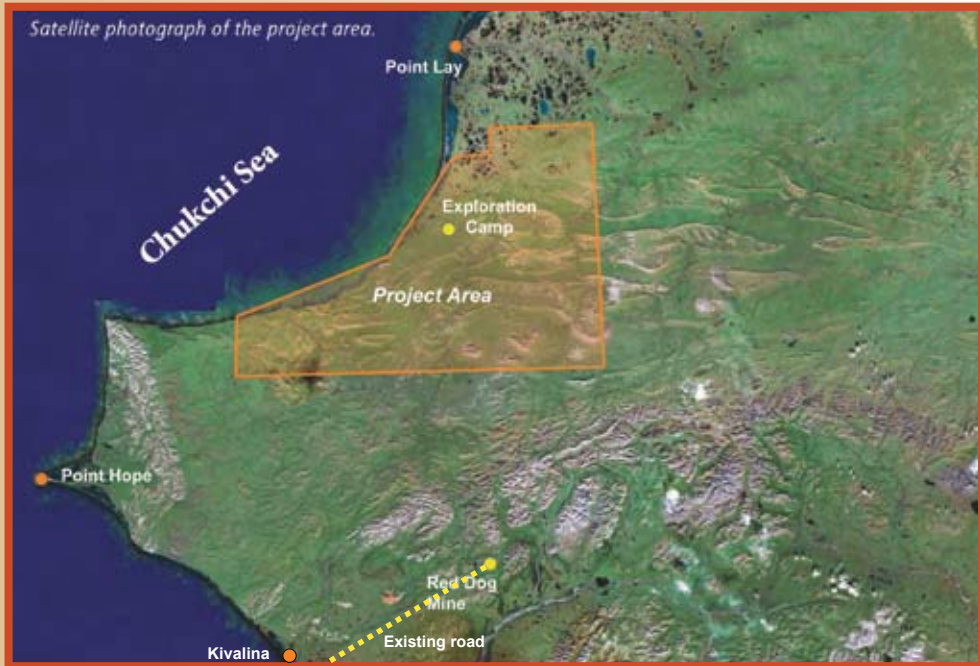 Satellite photograph of the project area.
Point Lay
Chukchi Sea
Exploration
Camp
Project Area
Point Hope
Red Dog
Mine
Existing road
Kivalina